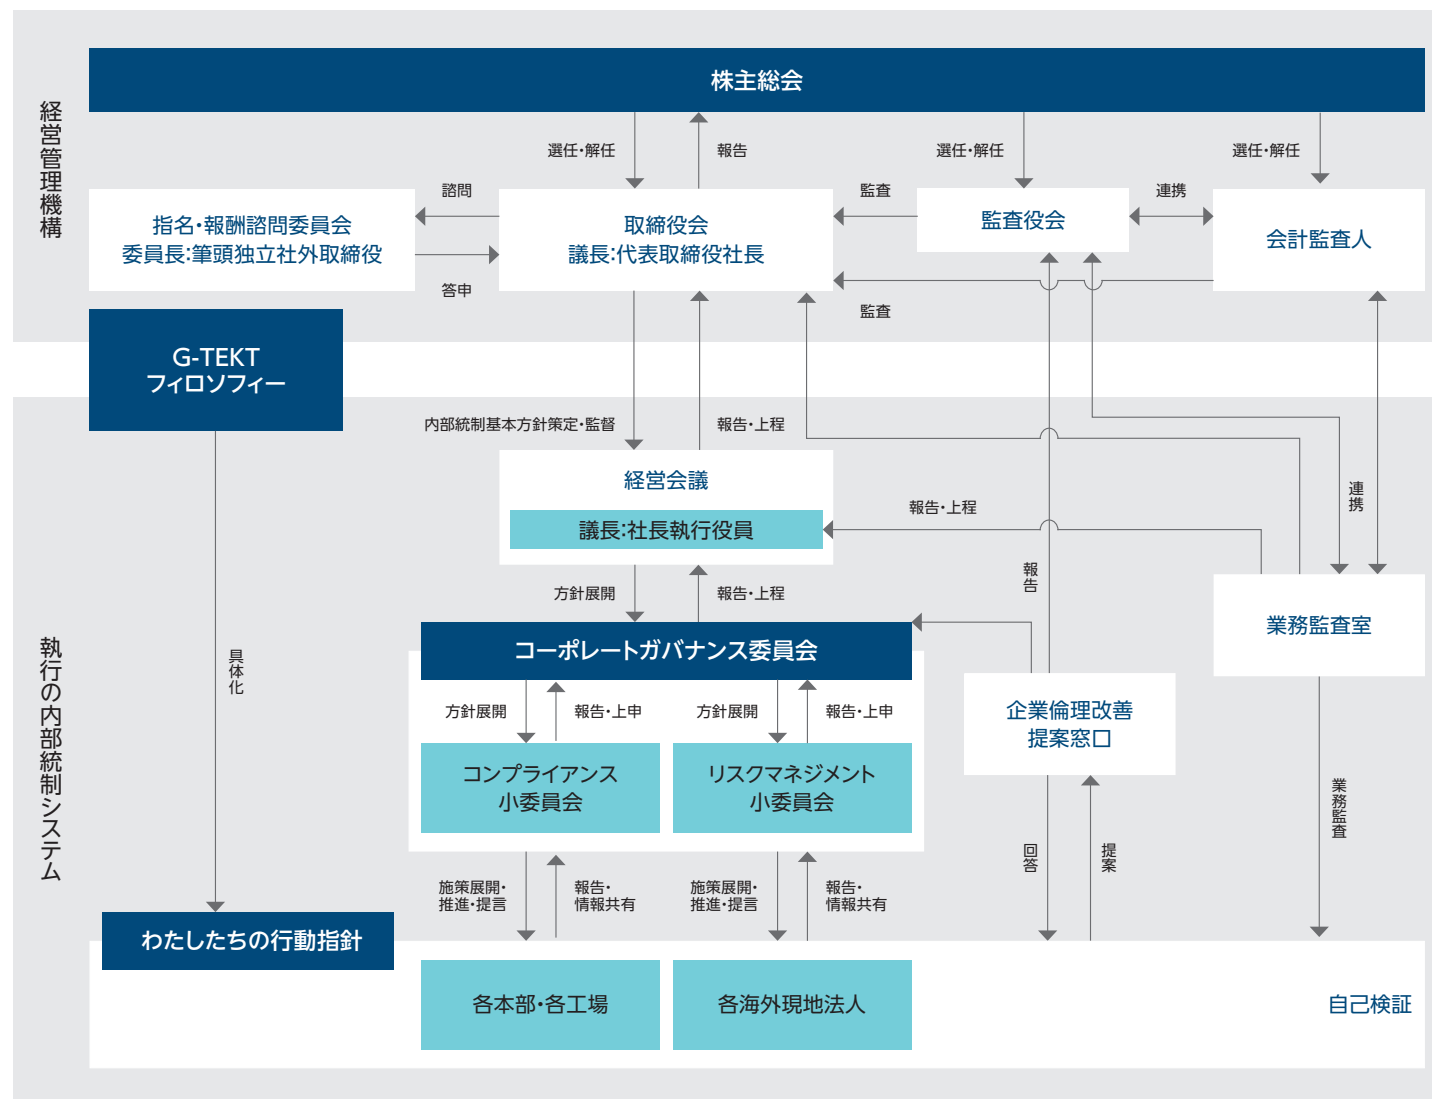 経営管理機構
株主総会
選任・解任
報告
選任・解任
選任・解任
指名・報酬諮問委員会
委員長：筆頭独立社外取締役
諮問
答申
取締役会
議長：代表取締役社長
監査
監査
監査役会
連携
会計監査人
G-TEKT
フィロソフィー
執行の内部統制システム
内部統制基本方針策定・監督
報告・上程
経営会議
議長：社長執行役員
報告・上程
連携
方針展開
報告・上程
報告
業務監査室
コーポレートガバナンス委員会
具体化
方針展開
報告・上申
方針展開
報告・上申
企業倫理改善
提案窓口
コンプライアンス
小委員会
リスクマネジメント
小委員会
業務監査
施策展開・
推進・提言
報告・
情報共有
施策展開・
推進・提言
報告・
情報共有
回答
提案
わたしたちの行動指針
各本部・各工場
各海外現地法人
自己検証